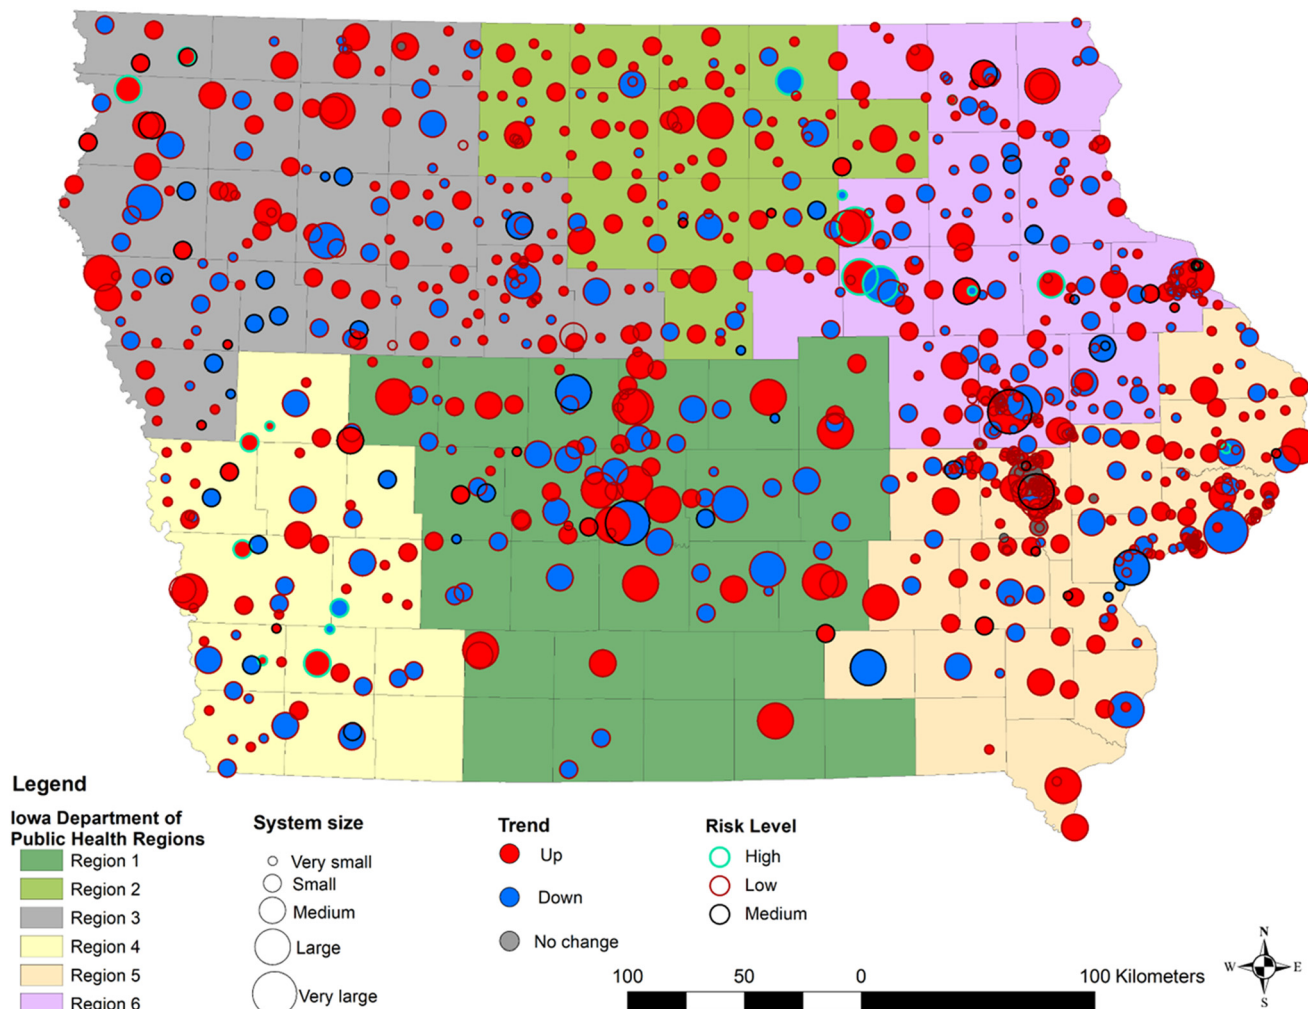 Legend
Iowa Department of
Public Health Regions
Region 1
Region 2
Region 3
Region 4
Region 5
Region 6
System size
Very small
Small
Medium
Large
Very large
Trend
Up
Down
No change
Risk Level
High
Low
Medium
100 50 0 100 Kilometers
N
W E
S